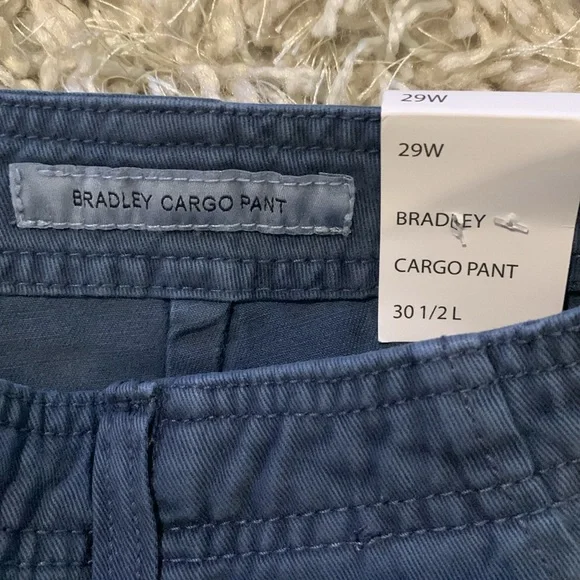 29W
29W
BRADLEY CARGO PANT
BRADLEY
CARGO PANT
30 1/2 L